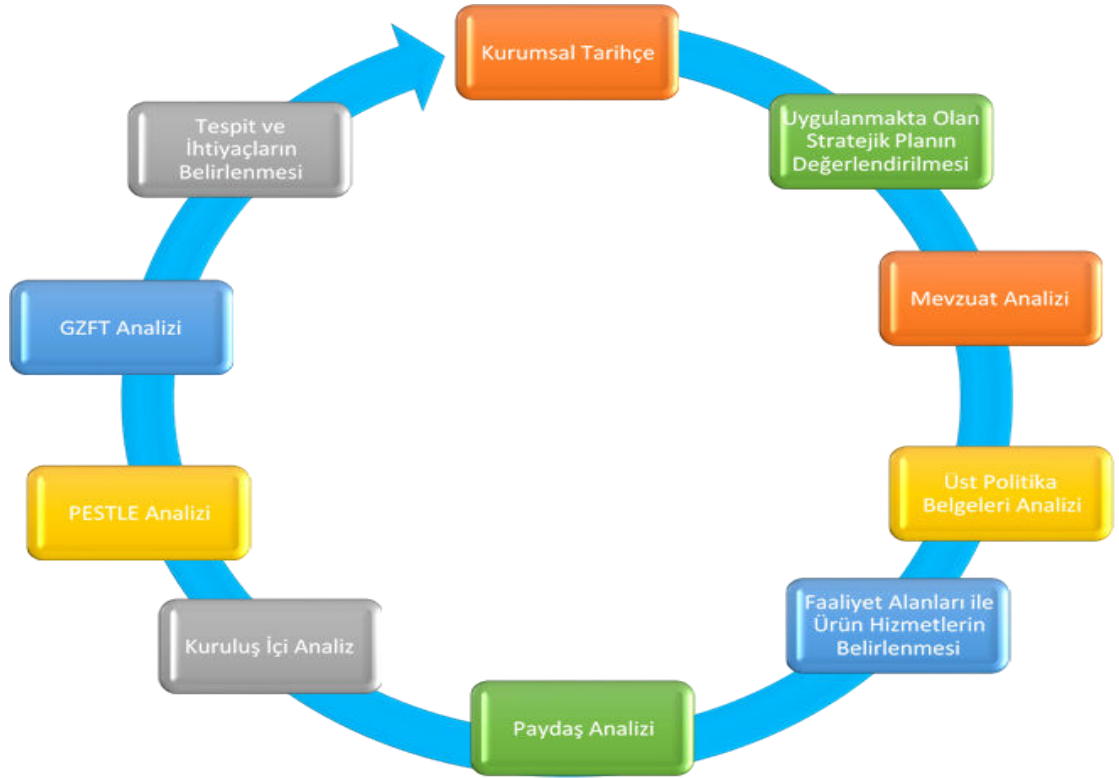 Kurumsal Tarihçe
Uygulanmakta Olan
Stratejik Planın
Değerlendirilmesi
Mevzuat Analizi
Üst Politika
Belgeleri Analizi
Faaliyet Alanları ile
Ürün Hizmetlerin
Belirlenmesi
Paydaş Analizi
Kuruluş İçi Analiz
PESTLE Analizi
GZFT Analizi
Tespit ve
İhtiyaçların
Belirlenmesi